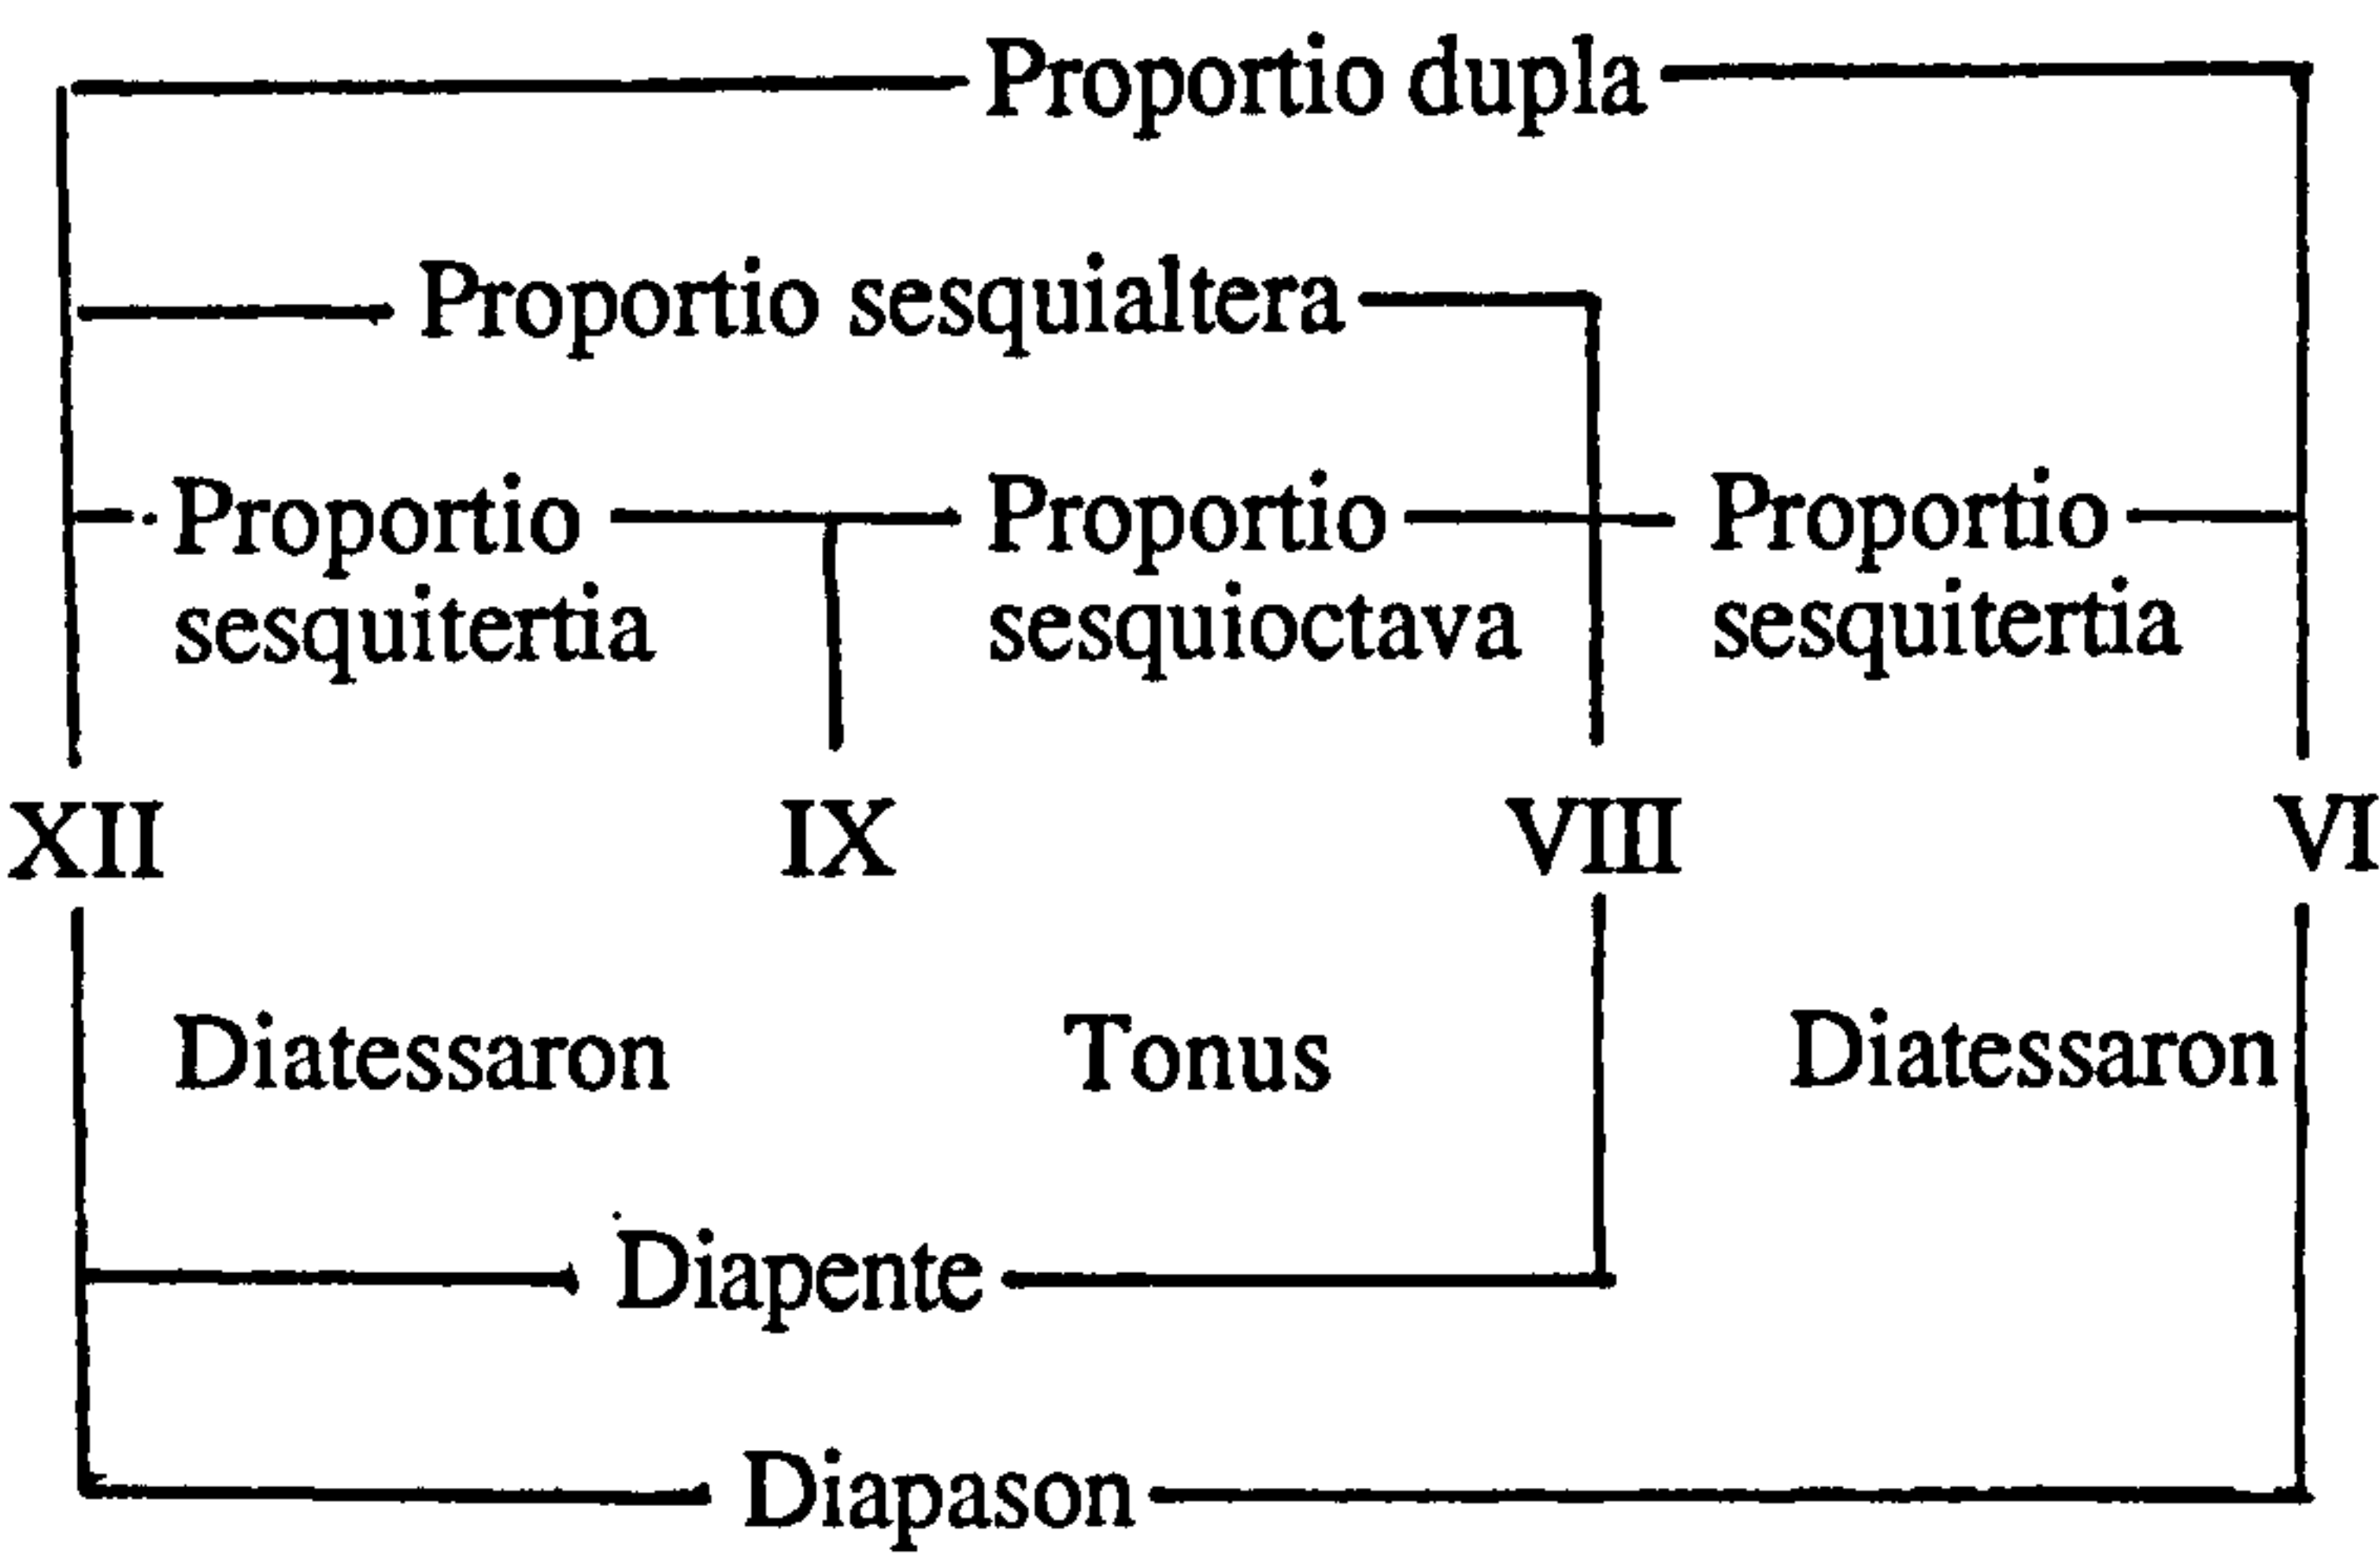 Proportio dupla
Proportio sesquialtera
Proportio Proportio Proportio
sesquitertia sesquioctava sesquitertia
XII IX VIII VI
Diatessaron Tonus Diatessaron
Diapente
Diapason